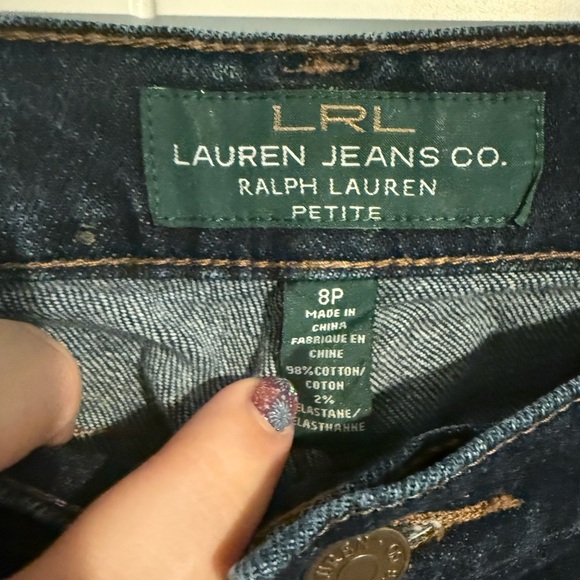 LRL
LAUREN JEANS CO.
RALPH LAUREN
PETITE
8P
MADE IN
CHINA
FABRIQUE EN
CHINE
98% COTTON/
COTON
2%
ELASTANE/
ELASTHANNE